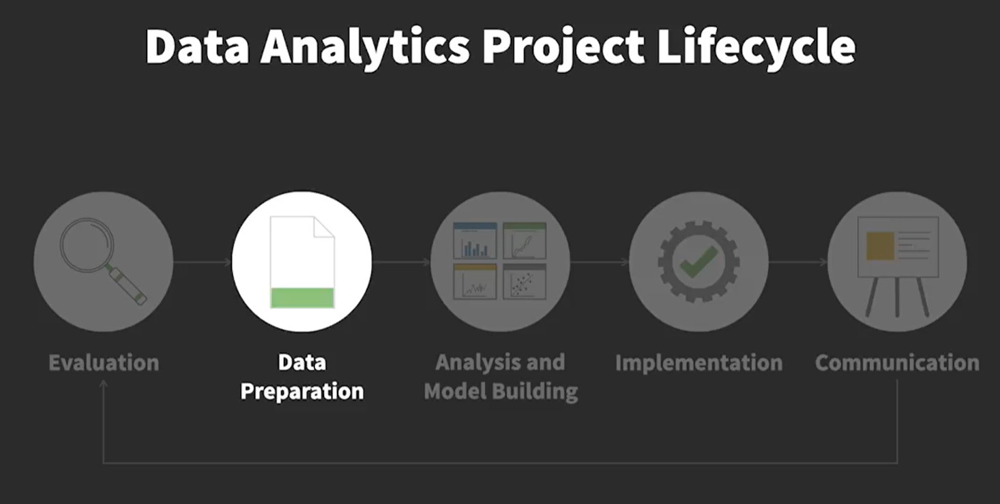 Data Analytics Project Lifecycle
Evaluation
Data
Preparation
Analysis and
Model Building
Implementation
Communication